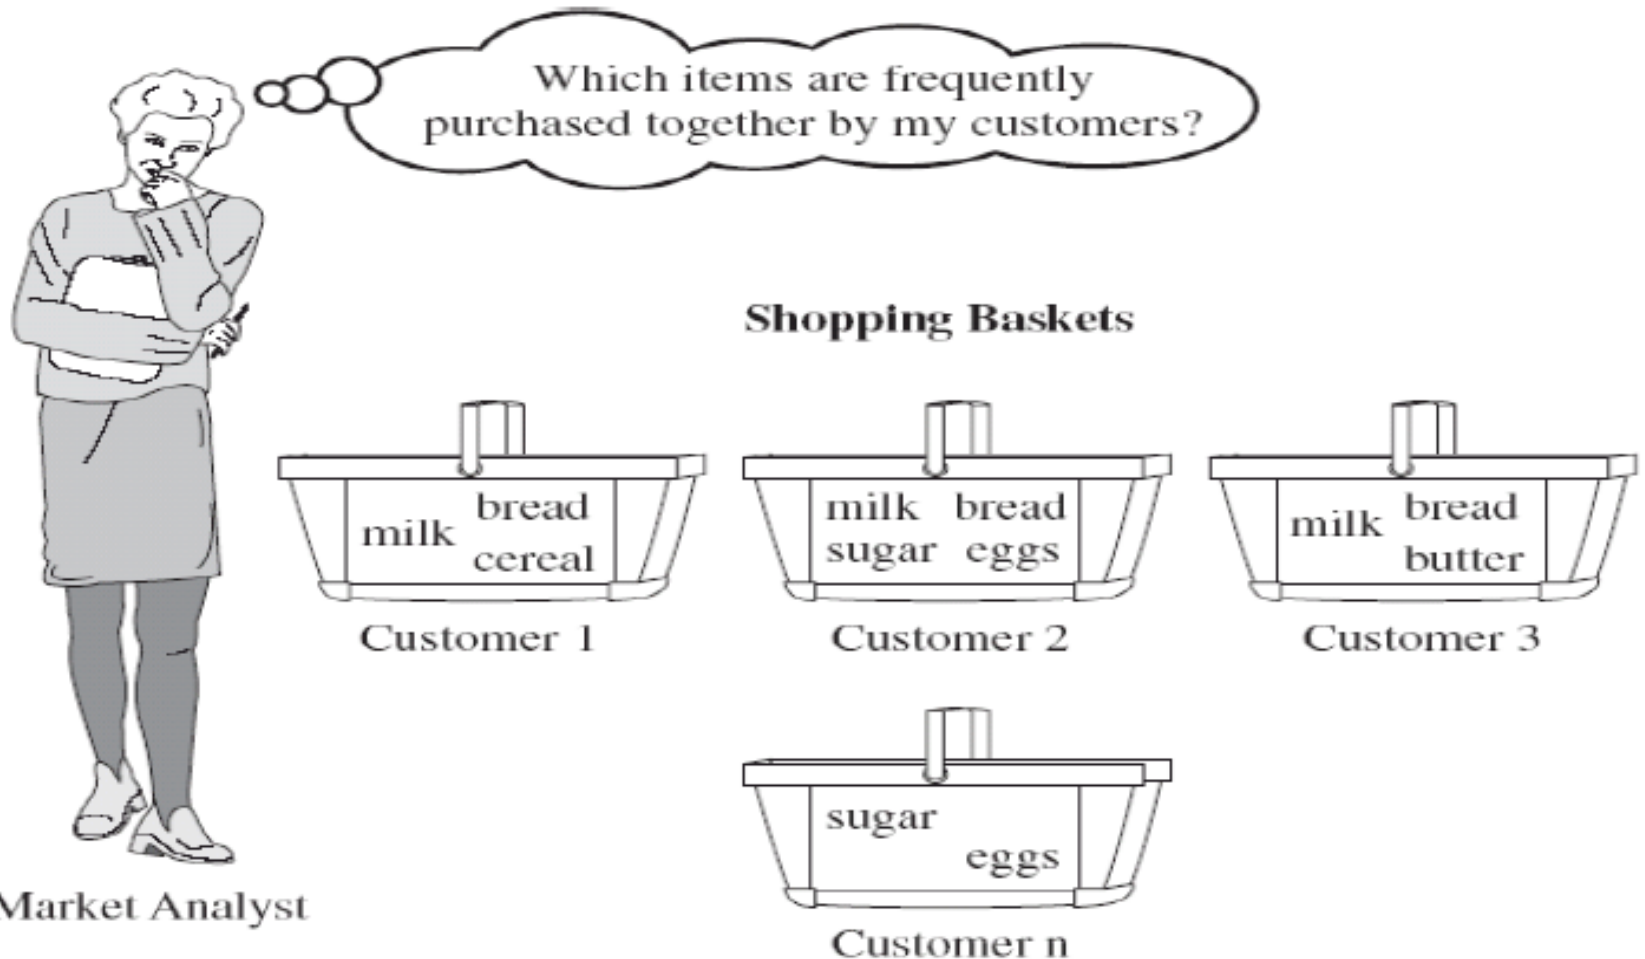 Which items are frequently
purchased together by my customers?
Shopping Baskets
milk bread
cereal
Customer 1
milk bread
sugar eggs
Customer 2
milk bread
butter
Customer 3
sugar
eggs
Customer n
Market Analyst